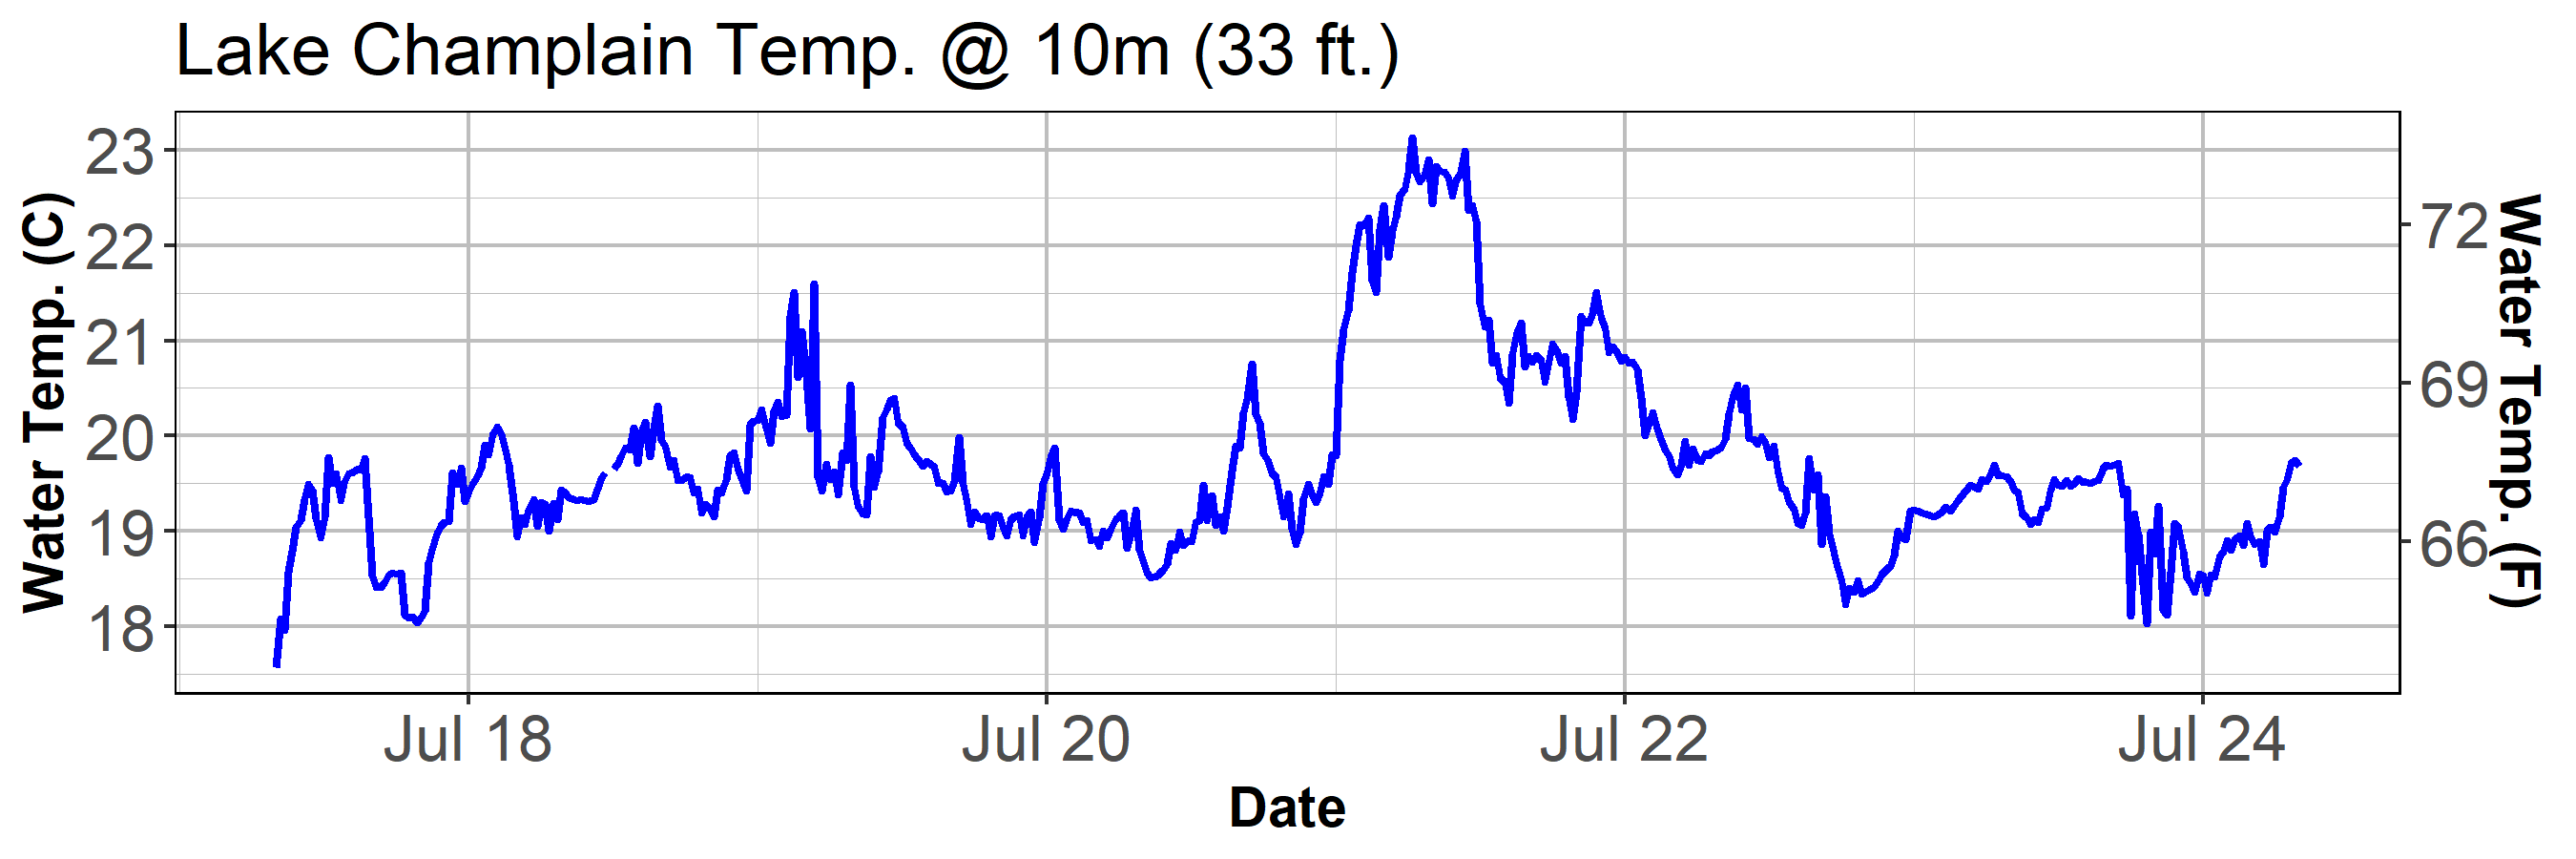 Lake Champlain Temp. @ 10m (33 ft.)
Water Temp. (C)
23
22
21
20
19
18
72
69
66
Water Temp. (F)
Jul 18
Jul 20
Jul 22
Jul 24
Date